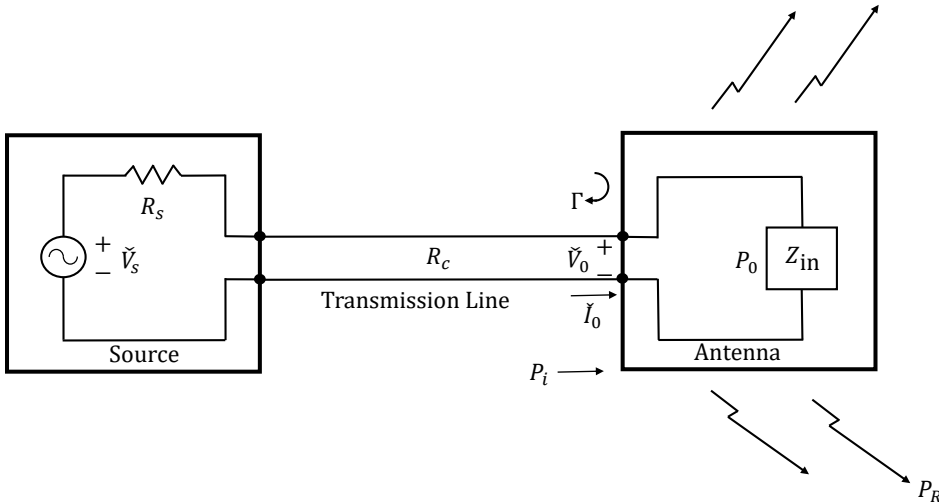 R_s
Γ
+
−
V̌_s
R_c
V̌_0
+
−
P_0
Z_in
Transmission Line
Ǐ_0
Source
Antenna
P_i
P_R